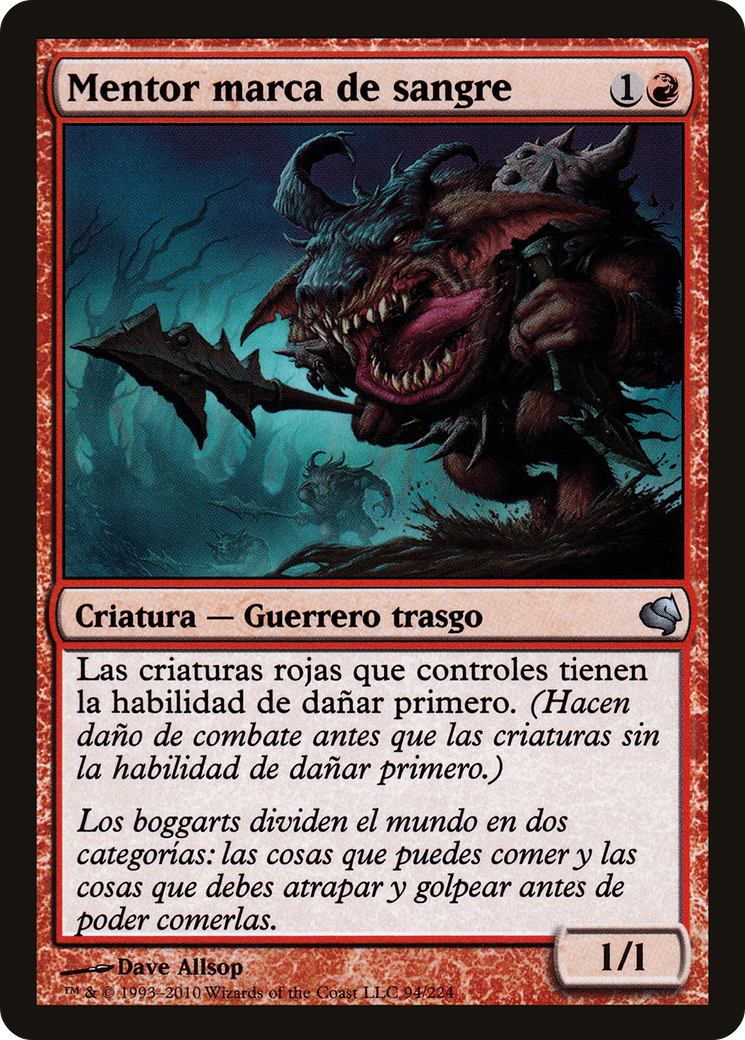 Mentor marca de sangre 1
Criatura — Guerrero trasgo
Las criaturas rojas que controles tienen
la habilidad de dañar primero. (Hacen
daño de combate antes que las criaturas sin
la habilidad de dañar primero.)
Los boggarts dividen el mundo en dos
categorías: las cosas que puedes comer y las
cosas que debes atrapar y golpear antes de
poder comerlas.
1/1
Dave Allsop
™ & © 1993–2010 Wizards of the Coast LLC 94/224